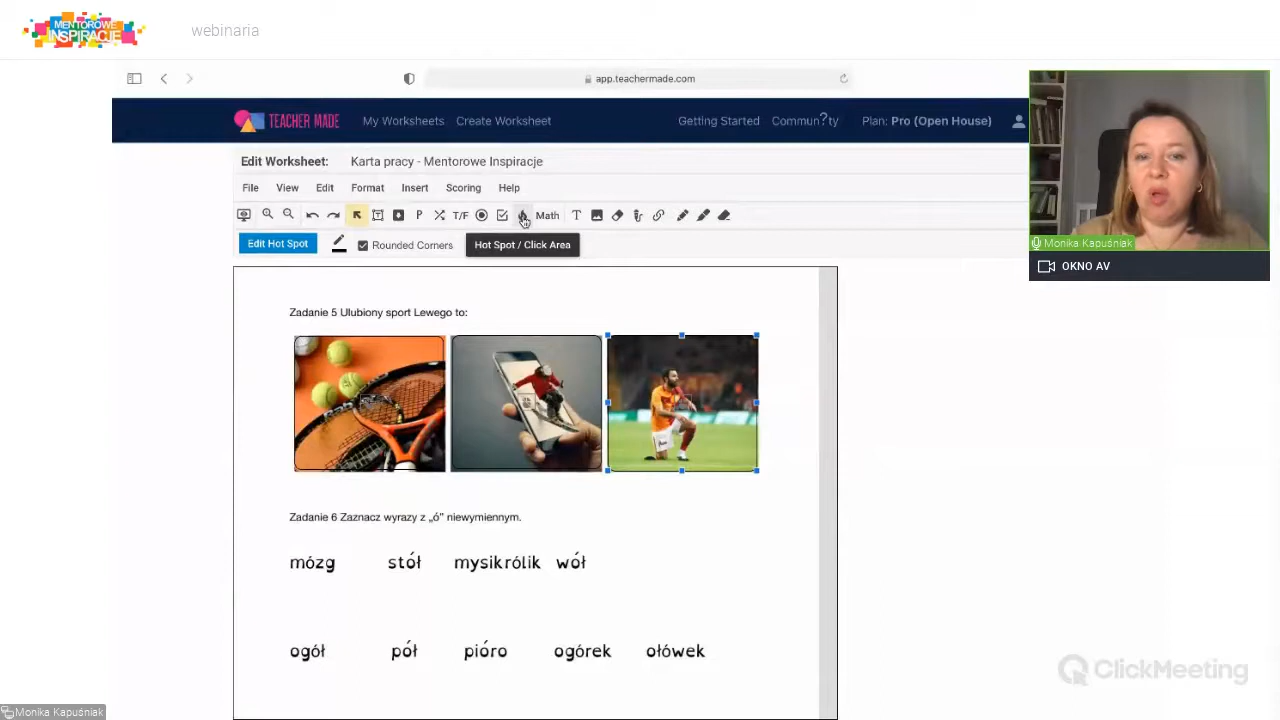 MENTOROWE
INSPIRACJE
webinaria
app.teachermade.com
TEACHER MADE
My Worksheets
Create Worksheet
Getting Started
Commun?ty
Plan: Pro (Open House)
Edit Worksheet: Karta pracy - Mentorowe Inspiracje
File View Edit Format Insert Scoring Help
P T/F Math T
Edit Hot Spot
Rounded Corners
Hot Spot / Click Area
Zadanie 5 Ulubiony sport Lewego to:
Zadanie 6 Zaznacz wyrazy z „ó" niewymiennym.
mózg stół mysikrólik wół
ogół pół pióro ogórek ołówek
Monika Kapuśniak
OKNO AV
ClickMeeting
Monika Kapuśniak